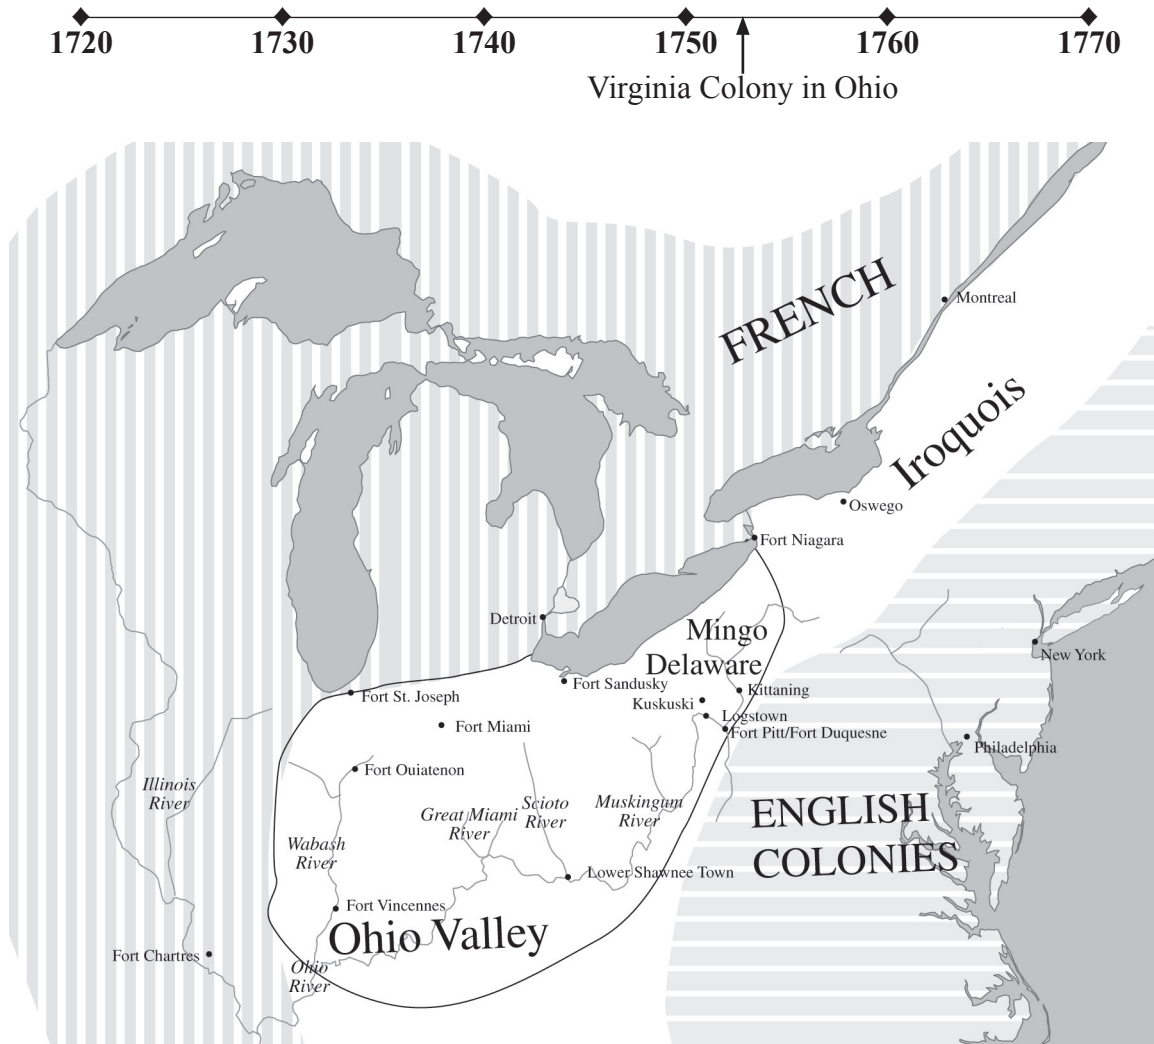 1720 1730 1740 1750 1760 1770
Virginia Colony in Ohio
FRENCH
Montreal
Iroquois
Oswego
Fort Niagara
Detroit
Mingo
Delaware
New York
Fort Sandusky
Kittaning
Fort St. Joseph
Kuskuski
Logstown
Fort Miami
Fort Pitt/Fort Duquesne
Philadelphia
Fort Ouiatenon
Illinois
River
Scioto
River
Muskingum
River
Great Miami
River
ENGLISH
COLONIES
Wabash
River
Lower Shawnee Town
Fort Vincennes
Ohio Valley
Fort Chartres
Ohio
River